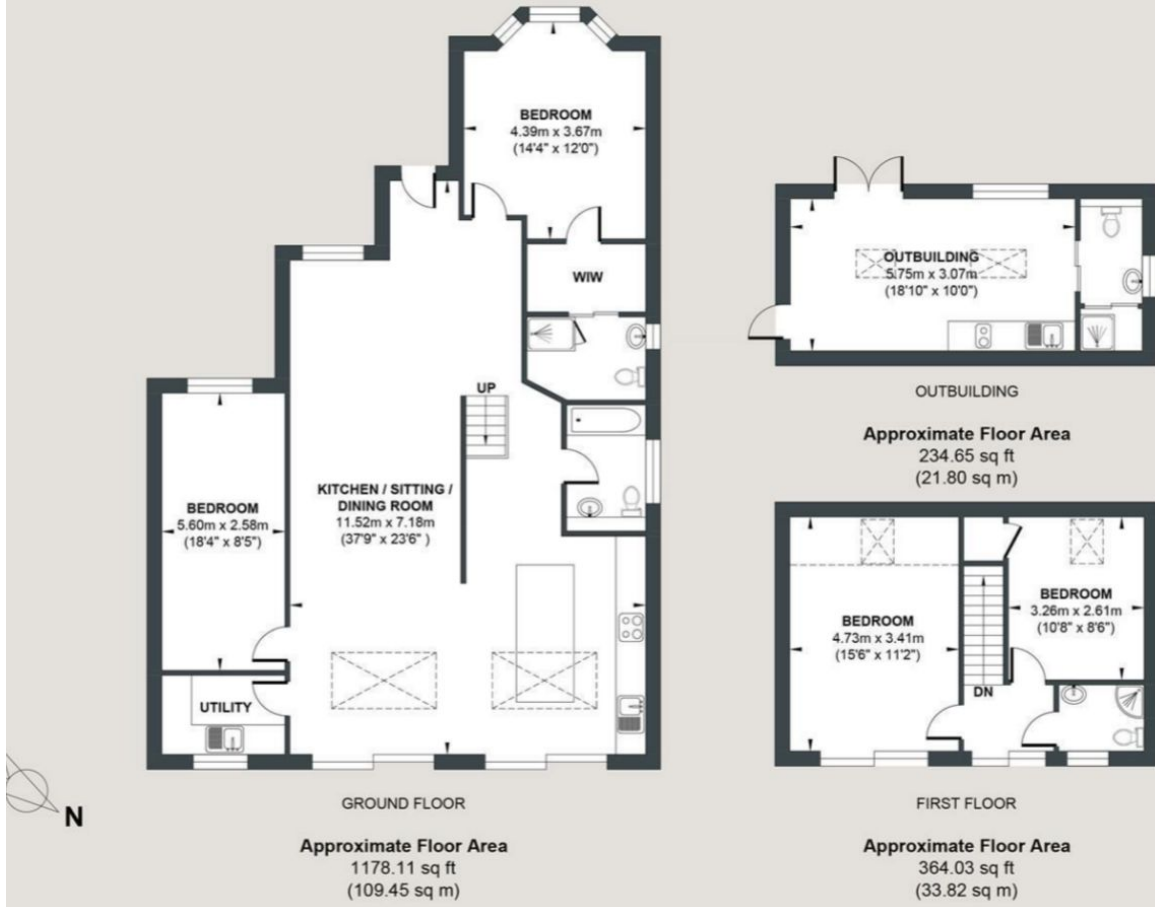 BEDROOM
4.39m x 3.67m
(14'4" x 12'0")
WIW
UP
KITCHEN / SITTING /
DINING ROOM
11.52m x 7.18m
(37'9" x 23'6" )
BEDROOM
5.60m x 2.58m
(18'4" x 8'5")
UTILITY
N
GROUND FLOOR
Approximate Floor Area
1178.11 sq ft
(109.45 sq m)
OUTBUILDING
5.75m x 3.07m
(18'10" x 10'0")
OUTBUILDING
Approximate Floor Area
234.65 sq ft
(21.80 sq m)
BEDROOM
4.73m x 3.41m
(15'6" x 11'2")
BEDROOM
3.26m x 2.61m
(10'8" x 8'6")
DN
FIRST FLOOR
Approximate Floor Area
364.03 sq ft
(33.82 sq m)